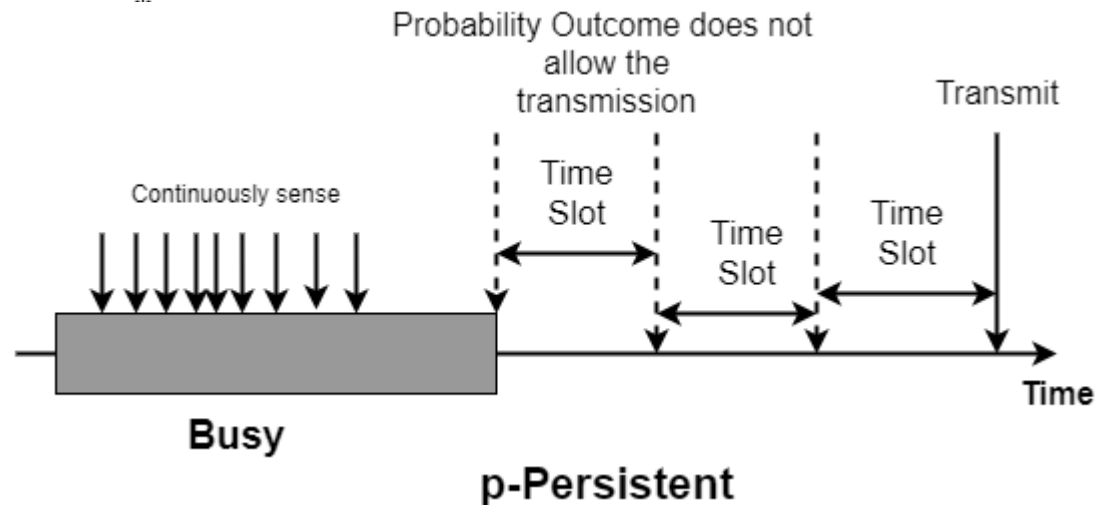 Probability Outcome does not
allow the
transmission
Transmit
Continuously sense
Time
Slot
Time
Slot
Time
Slot
Time
Busy
p-Persistent